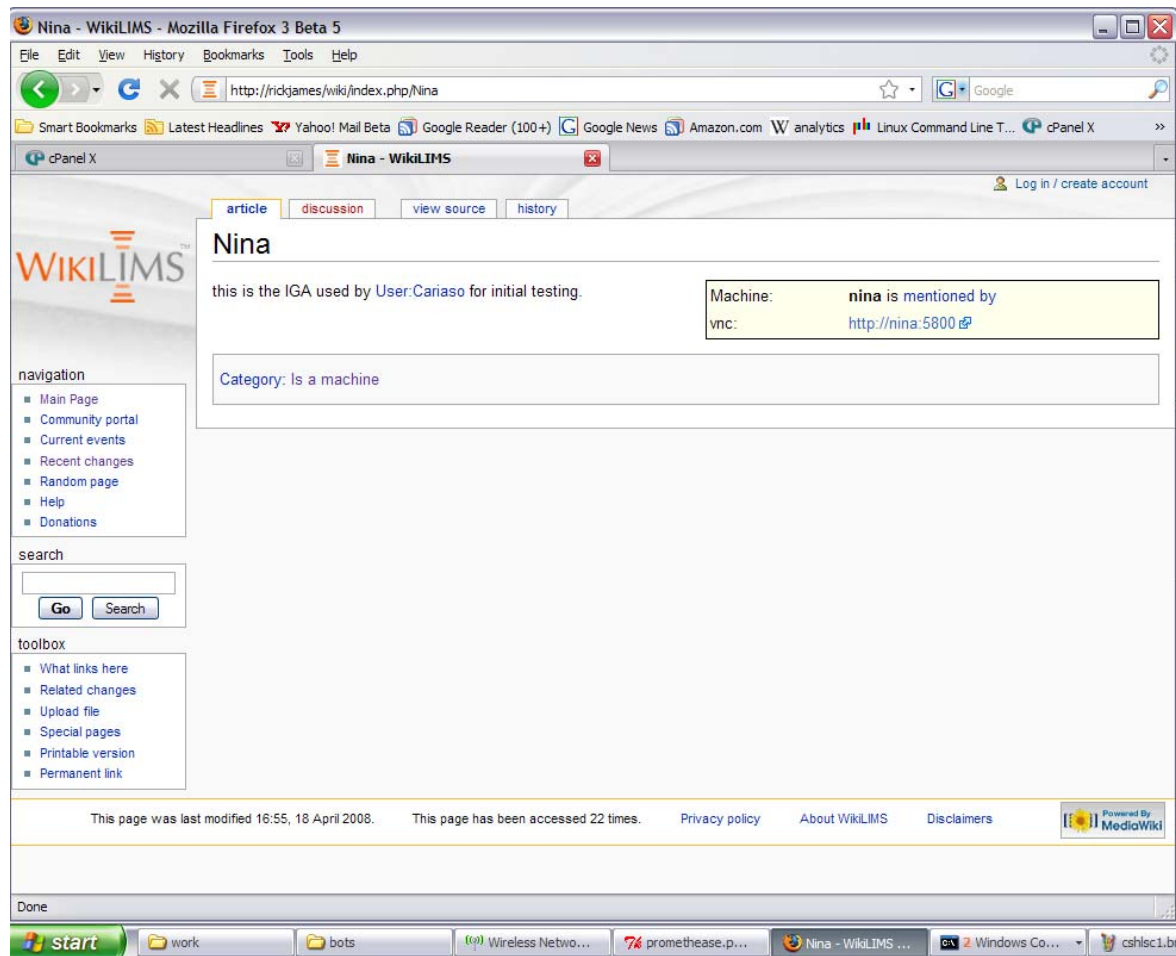 Nina - WikiLIMS - Mozilla Firefox 3 Beta 5
File Edit View History Bookmarks Tools Help
http://rickjames/wiki/index.php/Nina
G Google
Smart Bookmarks Latest Headlines Yahoo! Mail Beta Google Reader (100+) Google News Amazon.com W analytics Linux Command Line T... cPanel X »
cPanel X Nina - WikiLIMS
Log in / create account
article discussion view source history
WIKILIMS™
Nina
this is the IGA used by User:Cariaso for initial testing.
Machine: nina is mentioned by
vnc: http://nina:5800
Category: Is a machine
navigation
Main Page
Community portal
Current events
Recent changes
Random page
Help
Donations
search
Go Search
toolbox
What links here
Related changes
Upload file
Special pages
Printable version
Permanent link
This page was last modified 16:55, 18 April 2008. This page has been accessed 22 times. Privacy policy About WikiLIMS Disclaimers
Powered By
MediaWiki
Done
start work bots Wireless Netwo... promethease.p... Nina - WikiLIMS ... 2 Windows Co... cshlsc1.b